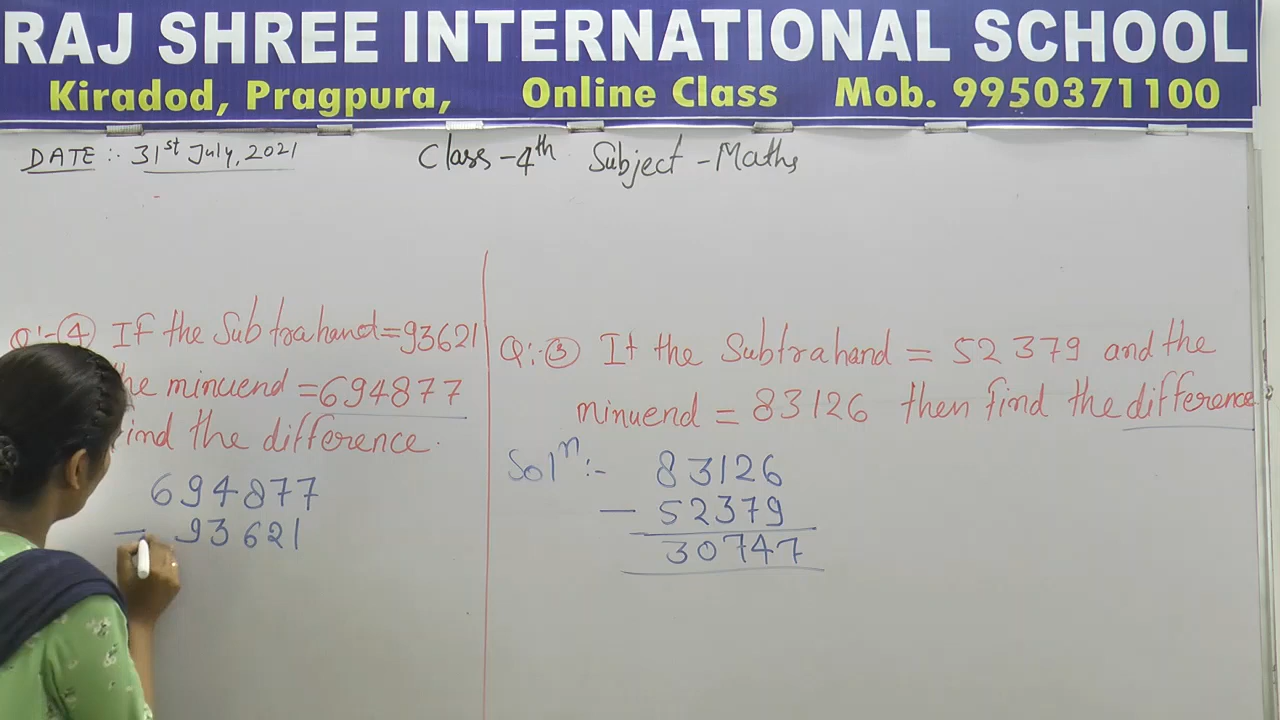 RAJ SHREE INTERNATIONAL SCHOOL
Kiradod, Pragpura, Online Class Mob. 9950371100
DATE :- 31st July, 2021
Class - 4th Subject - Maths
Q:- 4 If the Subtrahand = 93621
minuend = 694877
find the difference.
694877
- 93621
Q:- 3 If the Subtrahand = 52379 and the
minuend = 83126 then find the difference
Soln :- 83126
- 52379
30747